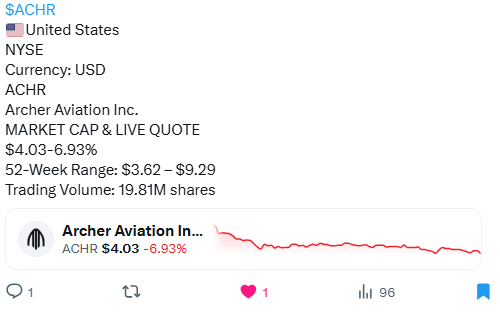 $ACHR
🇺🇸United States
NYSE
Currency: USD
ACHR
Archer Aviation Inc.
MARKET CAP & LIVE QUOTE
$4.03-6.93%
52-Week Range: $3.62 – $9.29
Trading Volume: 19.81M shares
Archer Aviation In...
ACHR $4.03 -6.93%
1 1 96